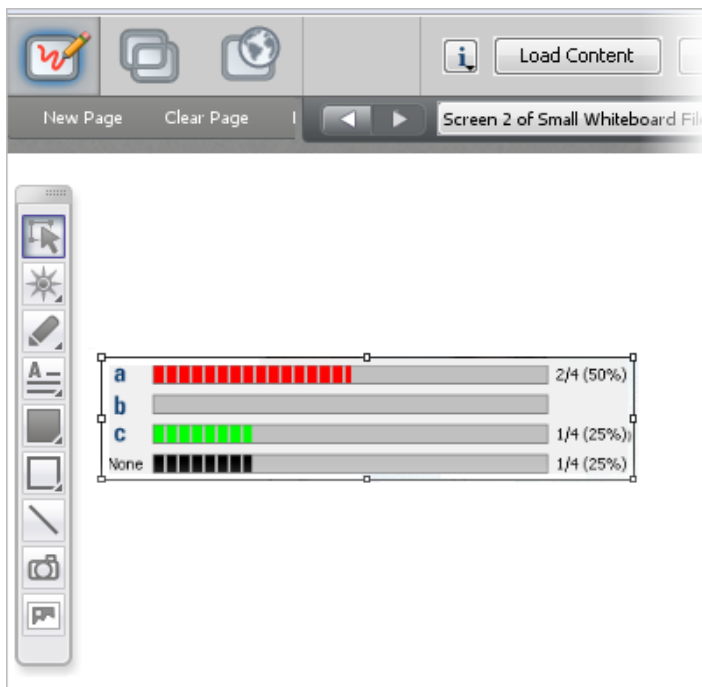 Load Content
New Page Clear Page
Screen 2 of Small Whiteboard File
a 2/4 (50%)
b
c 1/4 (25%)
None 1/4 (25%)